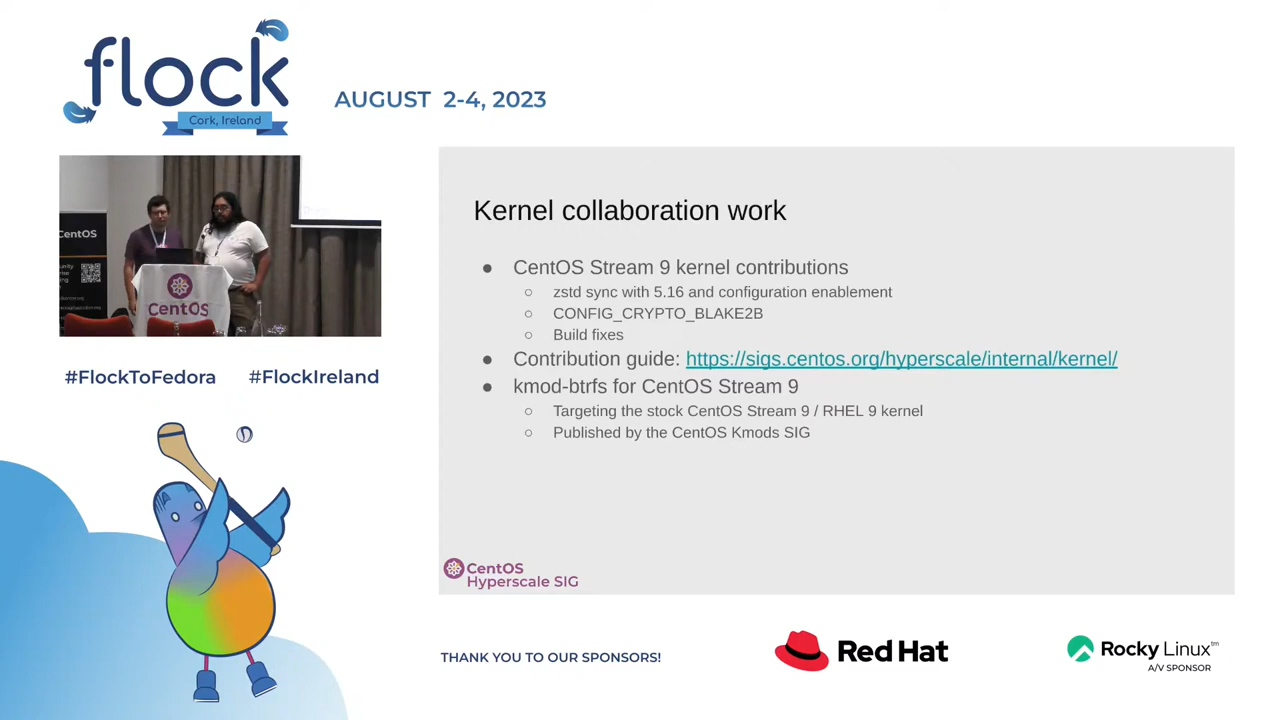 flock
Cork, Ireland
AUGUST 2-4, 2023
CentOS
CentOS
#FlockToFedora #FlockIreland
Kernel collaboration work
● CentOS Stream 9 kernel contributions
○ zstd sync with 5.16 and configuration enablement
○ CONFIG_CRYPTO_BLAKE2B
○ Build fixes
● Contribution guide: https://sigs.centos.org/hyperscale/internal/kernel/
● kmod-btrfs for CentOS Stream 9
○ Targeting the stock CentOS Stream 9 / RHEL 9 kernel
○ Published by the CentOS Kmods SIG
CentOS
Hyperscale SIG
THANK YOU TO OUR SPONSORS!
Red Hat
Rocky Linux™
A/V SPONSOR